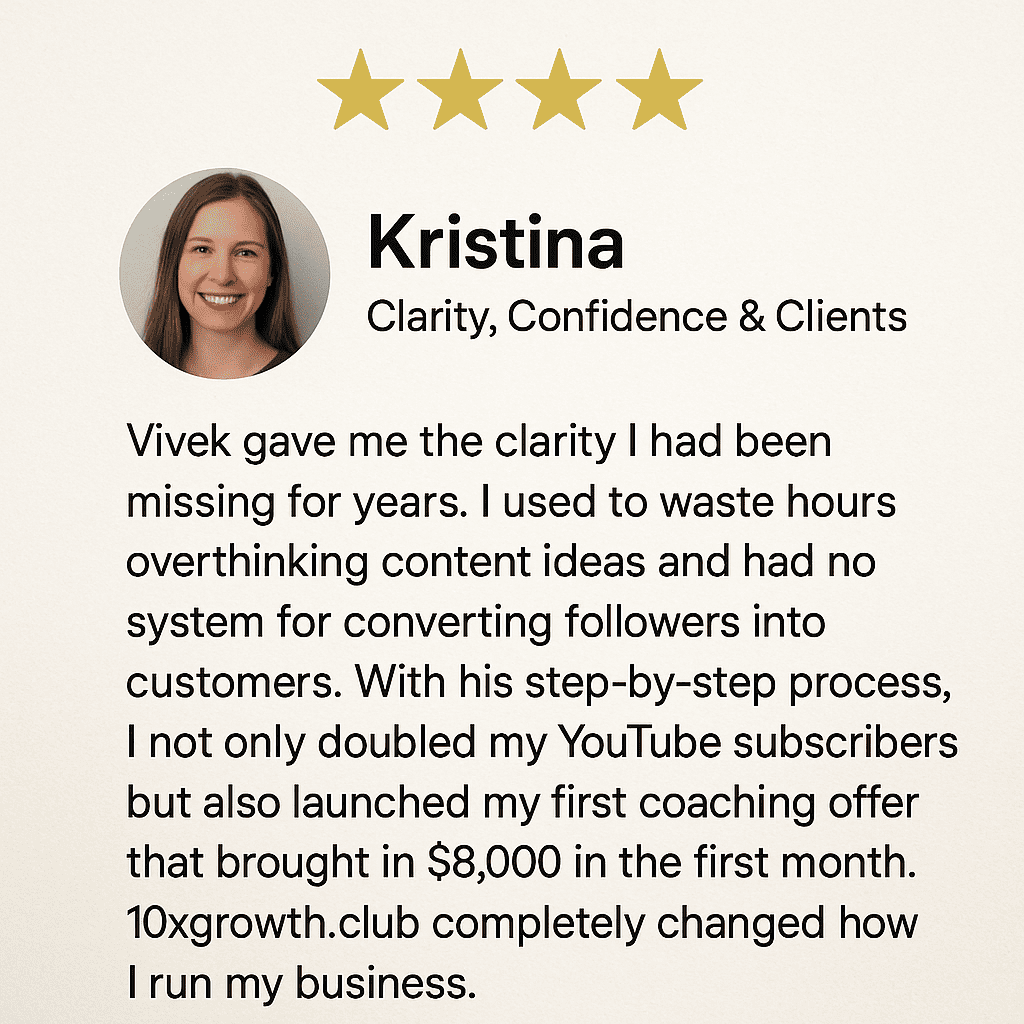 Kristina
Clarity, Confidence & Clients
Vivek gave me the clarity I had been
missing for years. I used to waste hours
overthinking content ideas and had no
system for converting followers into
customers. With his step-by-step process,
I not only doubled my YouTube subscribers
but also launched my first coaching offer
that brought in $8,000 in the first month.
10xgrowth.club completely changed how
I run my business.